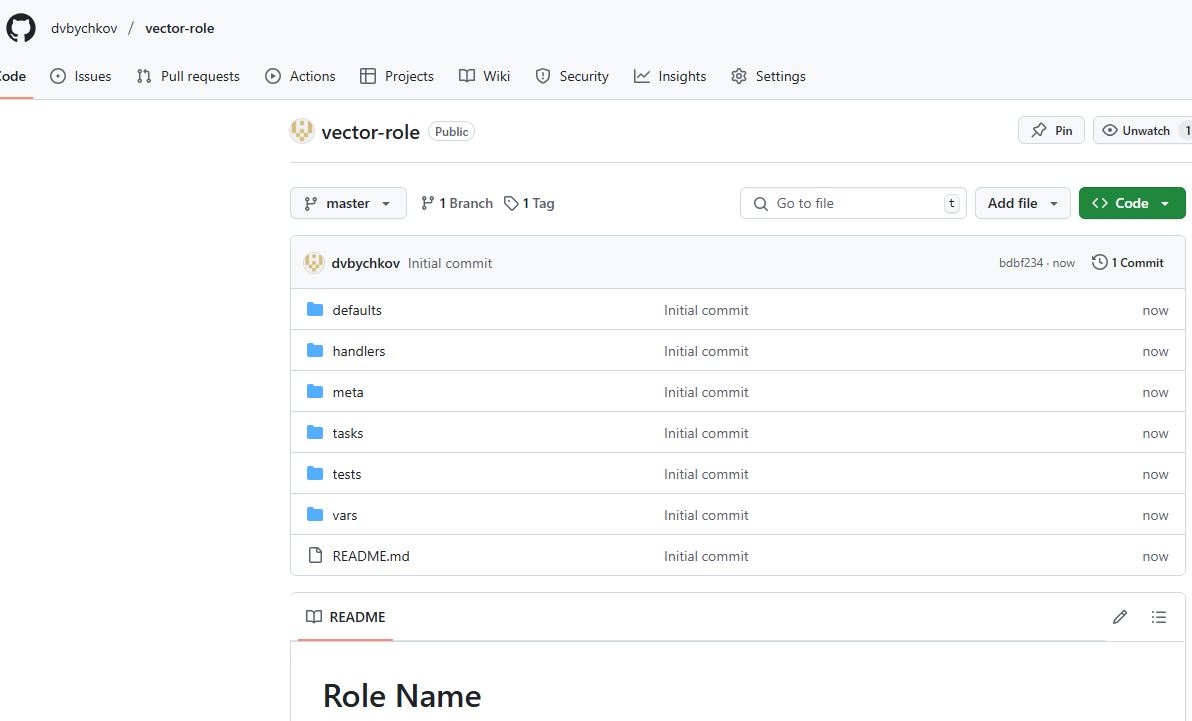 dvbychkov / vector-role
ode Issues Pull requests Actions Projects Wiki Security Insights Settings
vector-role Public Pin Unwatch 1
master 1 Branch 1 Tag Go to file t Add file Code
dvbychkov Initial commit bdbf234 · now 1 Commit
defaults Initial commit now
handlers Initial commit now
meta Initial commit now
tasks Initial commit now
tests Initial commit now
vars Initial commit now
README.md Initial commit now
README
Role Name